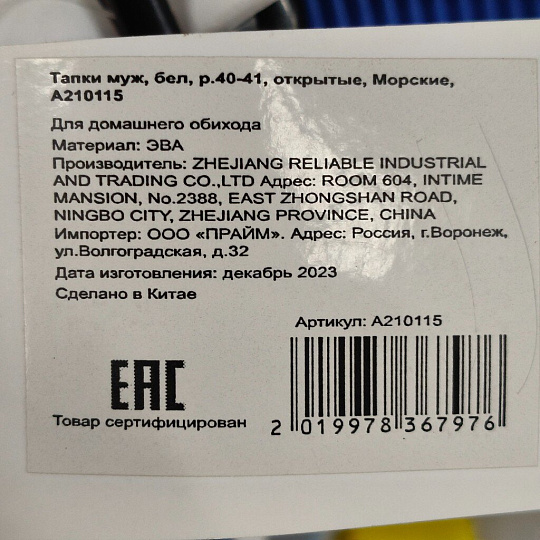 Тапки муж, бел, р.40-41, открытые, Морские,
А210115
Для домашнего обихода
Материал: ЭВА
Производитель: ZHEJIANG RELIABLE INDUSTRIAL
AND TRADING CO.,LTD Адрес: ROOM 604, INTIME
MANSION, No.2388, EAST ZHONGSHAN ROAD,
NINGBO CITY, ZHEJIANG PROVINCE, CHINA
Импортер: ООО «ПРАЙМ». Адрес: Россия, г.Воронеж,
ул.Волгоградская, д.32
Дата изготовления: декабрь 2023
Сделано в Китае
Артикул: А210115
EAC
Товар сертифицирован
2 019978 367976